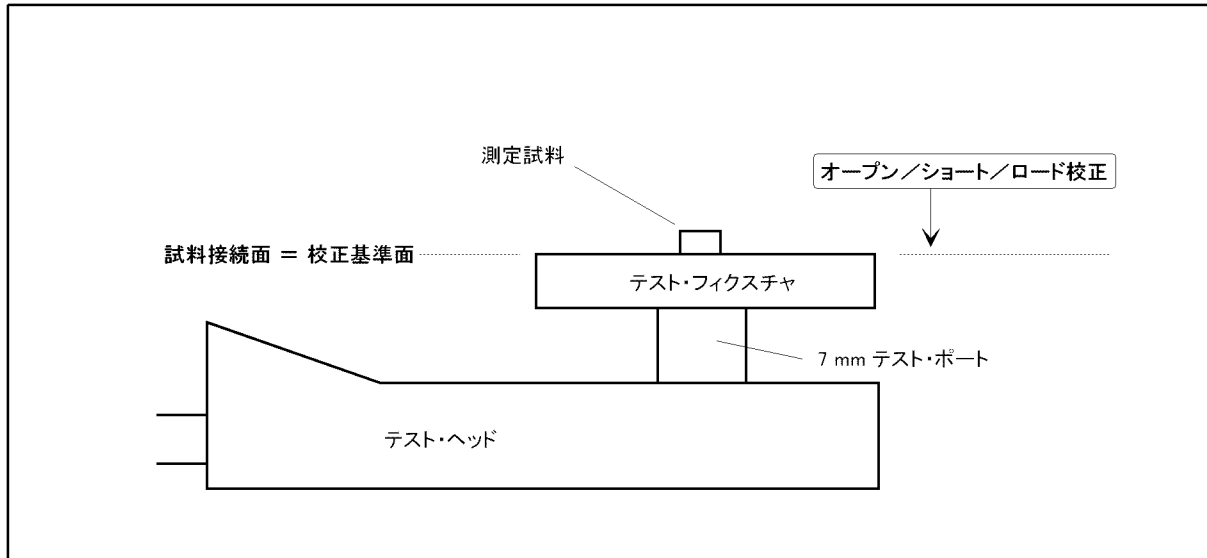 測定試料
オープン／ショート／ロード校正
試料接続面 ＝ 校正基準面
テスト・フィクスチャ
7 mm テスト・ポート
テスト・ヘッド